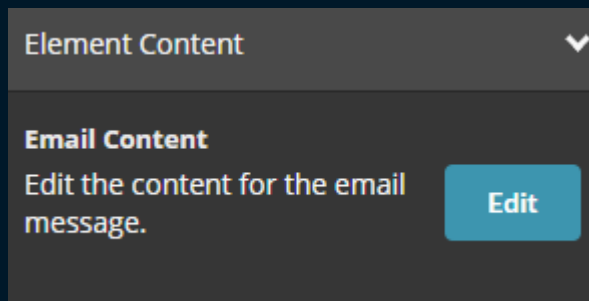 Element Content
Email Content
Edit the content for the email
message.
Edit